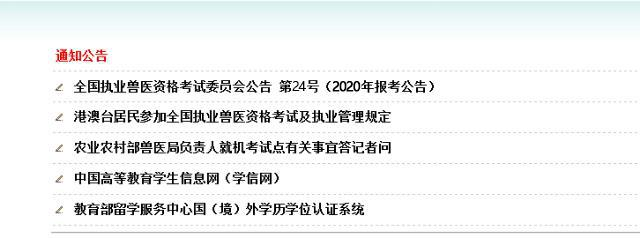 通知公告
全国执业兽医资格考试委员会公告 第24号（2020年报考公告）
港澳台居民参加全国执业兽医资格考试及执业管理规定
农业农村部兽医局负责人就机考试点有关事宜答记者问
中国高等教育学生信息网（学信网）
教育部留学服务中心国（境）外学历学位认证系统